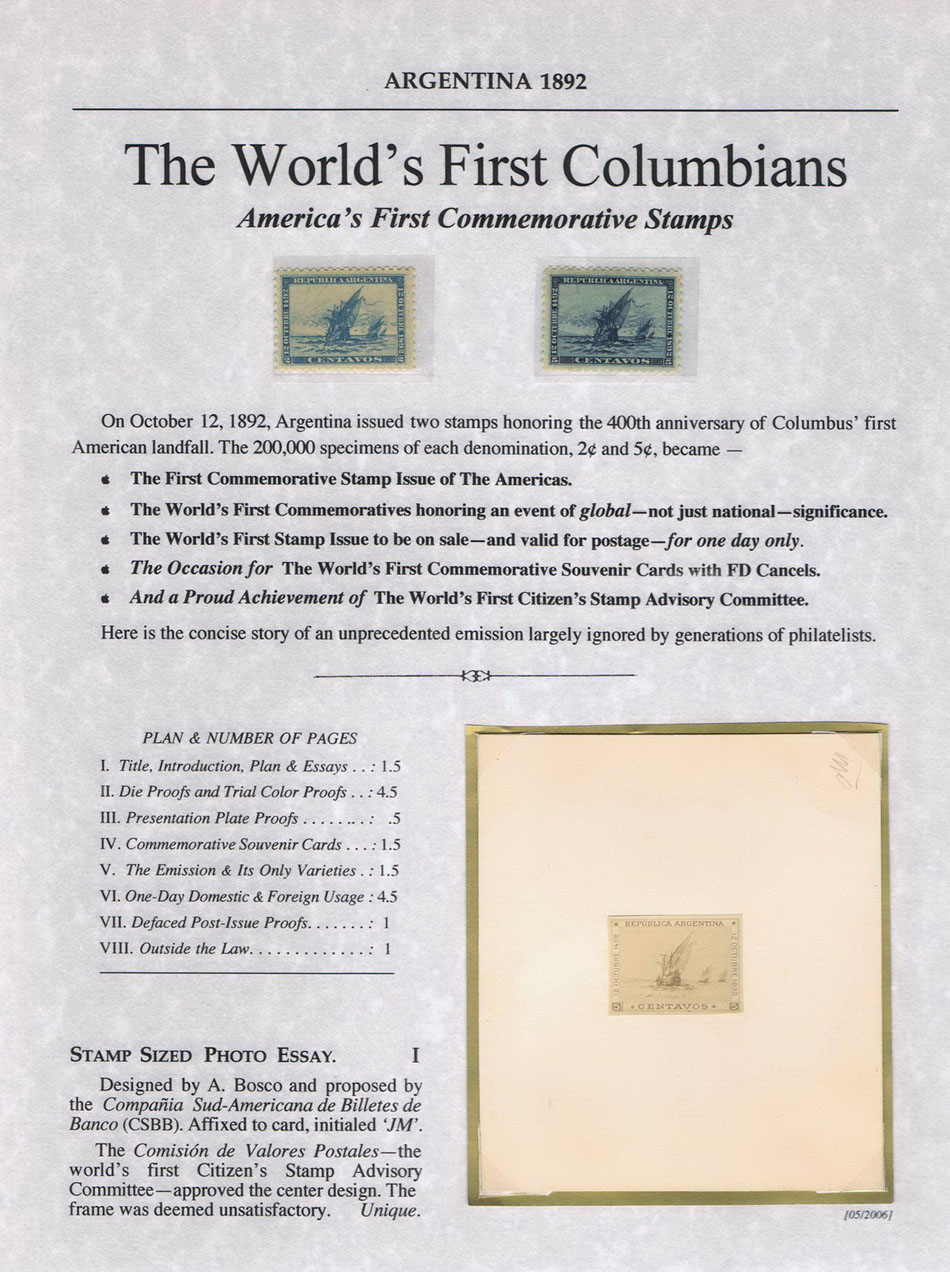 ARGENTINA 1892
The World's First Columbians
America's First Commemorative Stamps
REPUBLICA ARGENTINA
12 OCTUBRE 1492
12 OCTUBRE 1892
CENTAVOS
REPUBLICA ARGENTINA
12 OCTUBRE 1492
12 OCTUBRE 1892
5 CENTAVOS 5
On October 12, 1892, Argentina issued two stamps honoring the 400th anniversary of Columbus' first
American landfall. The 200,000 specimens of each denomination, 2¢ and 5¢, became —
The First Commemorative Stamp Issue of The Americas.
The World's First Commemoratives honoring an event of global—not just national—significance.
The World's First Stamp Issue to be on sale—and valid for postage—for one day only.
The Occasion for The World's First Commemorative Souvenir Cards with FD Cancels.
And a Proud Achievement of The World's First Citizen's Stamp Advisory Committee.
Here is the concise story of an unprecedented emission largely ignored by generations of philatelists.
PLAN & NUMBER OF PAGES
I. Title, Introduction, Plan & Essays . . : 1.5
II. Die Proofs and Trial Color Proofs . . : 4.5
III. Presentation Plate Proofs . . . . . . . . : .5
IV. Commemorative Souvenir Cards . . . . : 1.5
V. The Emission & Its Only Varieties . : 1.5
VI. One-Day Domestic & Foreign Usage : 4.5
VII. Defaced Post-Issue Proofs. . . . . . . . : 1
VIII. Outside the Law. . . . . . . . . . . . . . : 1
STAMP SIZED PHOTO ESSAY. I
Designed by A. Bosco and proposed by
the Compañia Sud-Americana de Billetes de
Banco (CSBB). Affixed to card, initialed 'JM'.
The Comisión de Valores Postales—the
world's first Citizen's Stamp Advisory
Committee—approved the center design. The
frame was deemed unsatisfactory. Unique.
JM
REPÚBLICA ARGENTINA
12 OCTUBRE 1492
12 OCTUBRE 1892
5 CENTAVOS 5
[05/2006]